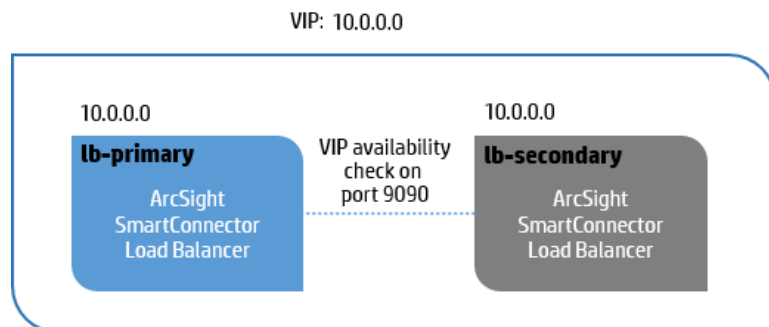 VIP: 10.0.0.0
10.0.0.0
lb-primary
ArcSight
SmartConnector
Load Balancer
VIP availability
check on
port 9090
10.0.0.0
lb-secondary
ArcSight
SmartConnector
Load Balancer